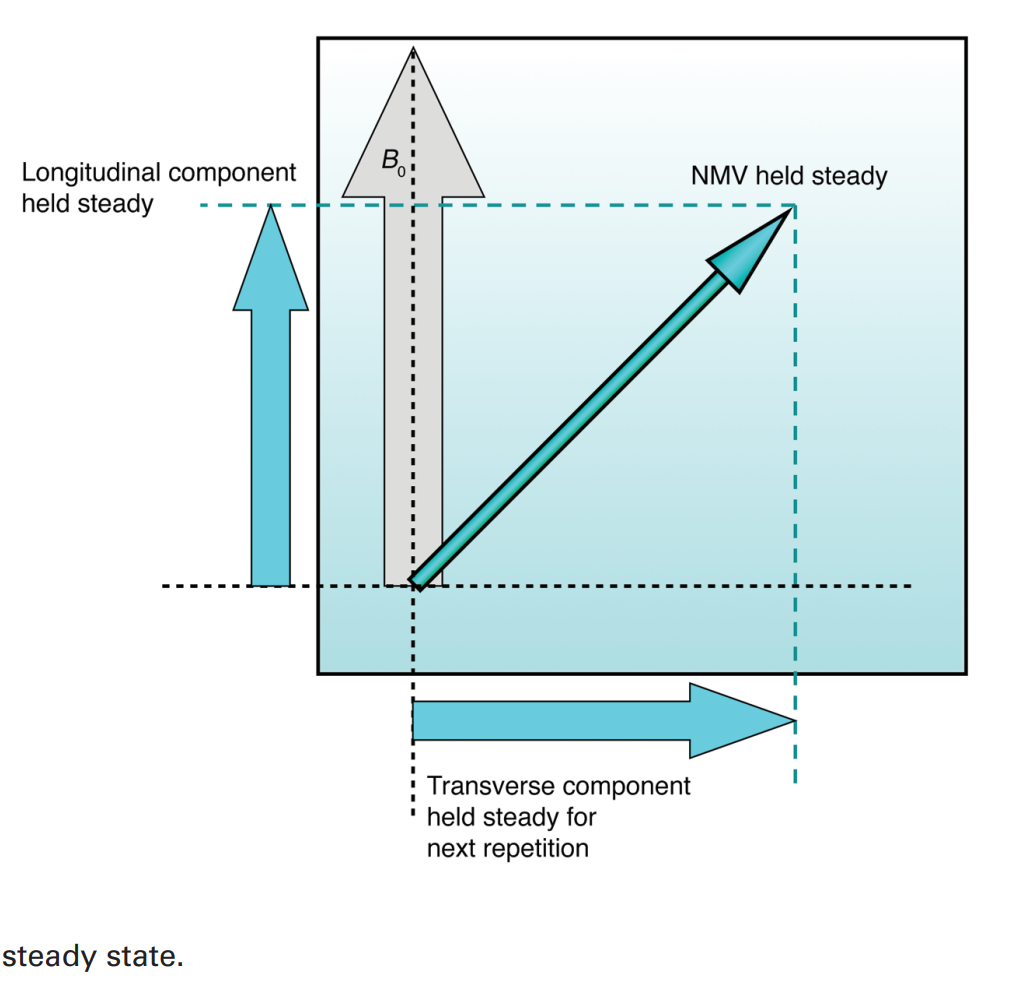 B0
Longitudinal component
held steady
NMV held steady
Transverse component
held steady for
next repetition
steady state.